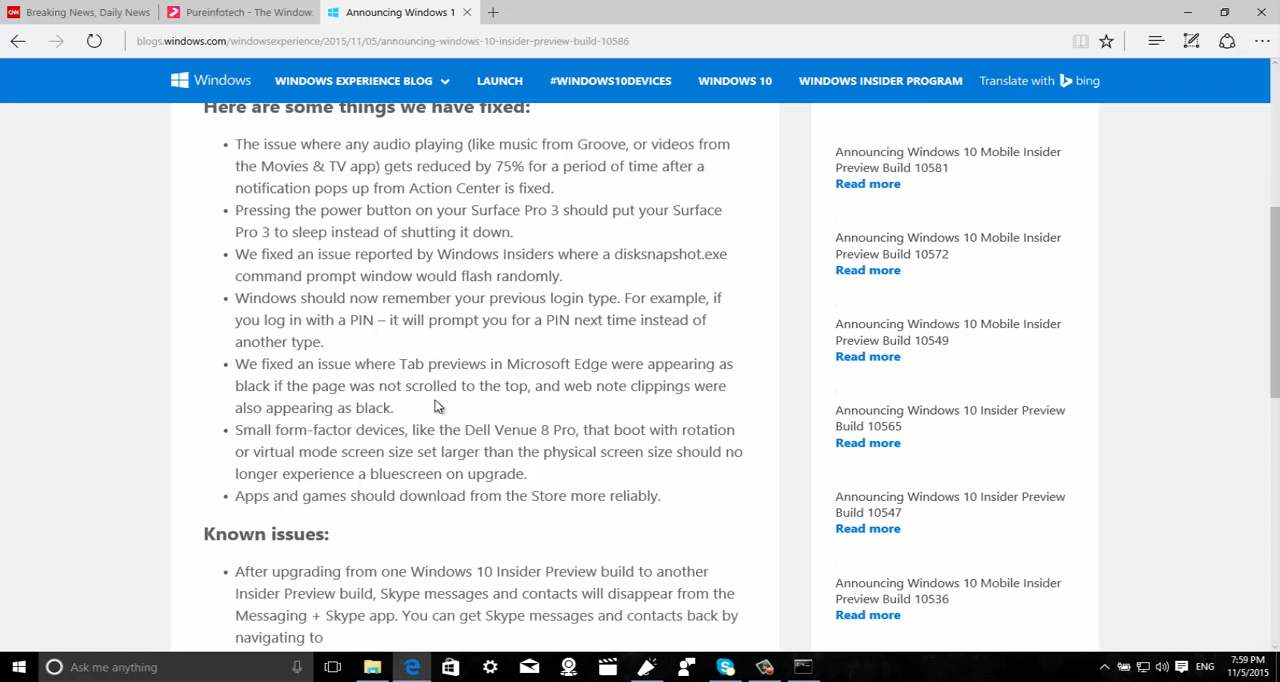 Breaking News, Daily News
Pureinfotech - The Window
Announcing Windows 1
blogs.windows.com/windowsexperience/2015/11/05/announcing-windows-10-insider-preview-build-10586
Windows
WINDOWS EXPERIENCE BLOG
LAUNCH
#WINDOWS10DEVICES
WINDOWS 10
WINDOWS INSIDER PROGRAM
Translate with bing
Here are some things we have fixed:
• The issue where any audio playing (like music from Groove, or videos from
the Movies & TV app) gets reduced by 75% for a period of time after a
notification pops up from Action Center is fixed.
• Pressing the power button on your Surface Pro 3 should put your Surface
Pro 3 to sleep instead of shutting it down.
• We fixed an issue reported by Windows Insiders where a disksnapshot.exe
command prompt window would flash randomly.
• Windows should now remember your previous login type. For example, if
you log in with a PIN – it will prompt you for a PIN next time instead of
another type.
• We fixed an issue where Tab previews in Microsoft Edge were appearing as
black if the page was not scrolled to the top, and web note clippings were
also appearing as black.
• Small form-factor devices, like the Dell Venue 8 Pro, that boot with rotation
or virtual mode screen size set larger than the physical screen size should no
longer experience a bluescreen on upgrade.
• Apps and games should download from the Store more reliably.
Known issues:
• After upgrading from one Windows 10 Insider Preview build to another
Insider Preview build, Skype messages and contacts will disappear from the
Messaging + Skype app. You can get Skype messages and contacts back by
navigating to
Announcing Windows 10 Mobile Insider
Preview Build 10581
Read more
Announcing Windows 10 Mobile Insider
Preview Build 10572
Read more
Announcing Windows 10 Mobile Insider
Preview Build 10549
Read more
Announcing Windows 10 Insider Preview
Build 10565
Read more
Announcing Windows 10 Insider Preview
Build 10547
Read more
Announcing Windows 10 Mobile Insider
Preview Build 10536
Read more
Ask me anything
ENG
7:59 PM
11/5/2015